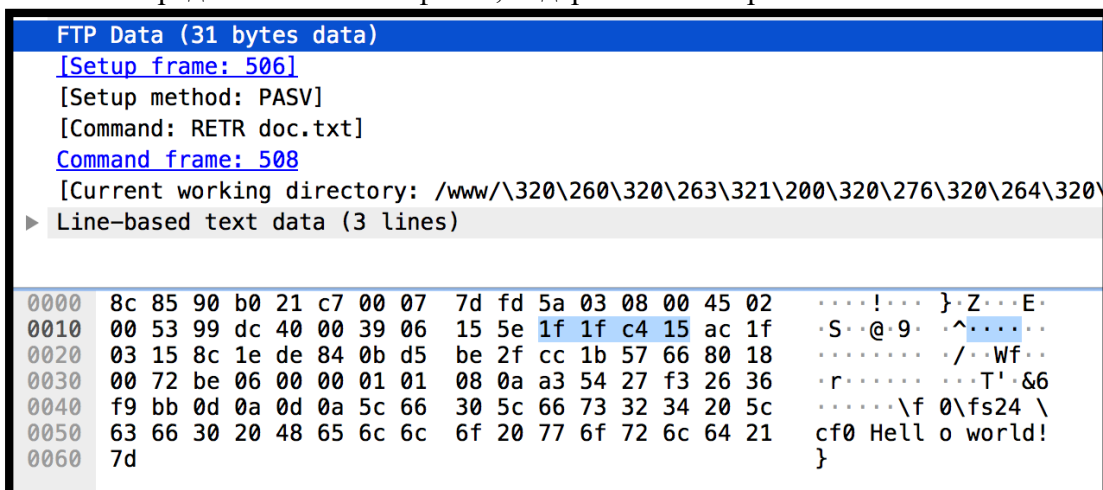 FTP Data (31 bytes data)
[Setup frame: 506]
[Setup method: PASV]
[Command: RETR doc.txt]
Command frame: 508
[Current working directory: /www/\320\260\320\263\321\200\320\276\320\264\320\
Line-based text data (3 lines)
0000 8c 85 90 b0 21 c7 00 07 7d fd 5a 03 08 00 45 02 ····!··· }·Z···E·
0010 00 53 99 dc 40 00 39 06 15 5e 1f 1f c4 15 ac 1f ·S··@·9· ·^······
0020 03 15 8c 1e de 84 0b d5 be 2f cc 1b 57 66 80 18 ········ ·/··Wf··
0030 00 72 be 06 00 00 01 01 08 0a a3 54 27 f3 26 36 ·r······ ···T'·&6
0040 f9 bb 0d 0a 0d 0a 5c 66 30 5c 66 73 32 34 20 5c ······\f 0\fs24 \
0050 63 66 30 20 48 65 6c 6c 6f 20 77 6f 72 6c 64 21 cf0 Hell o world!
0060 7d }